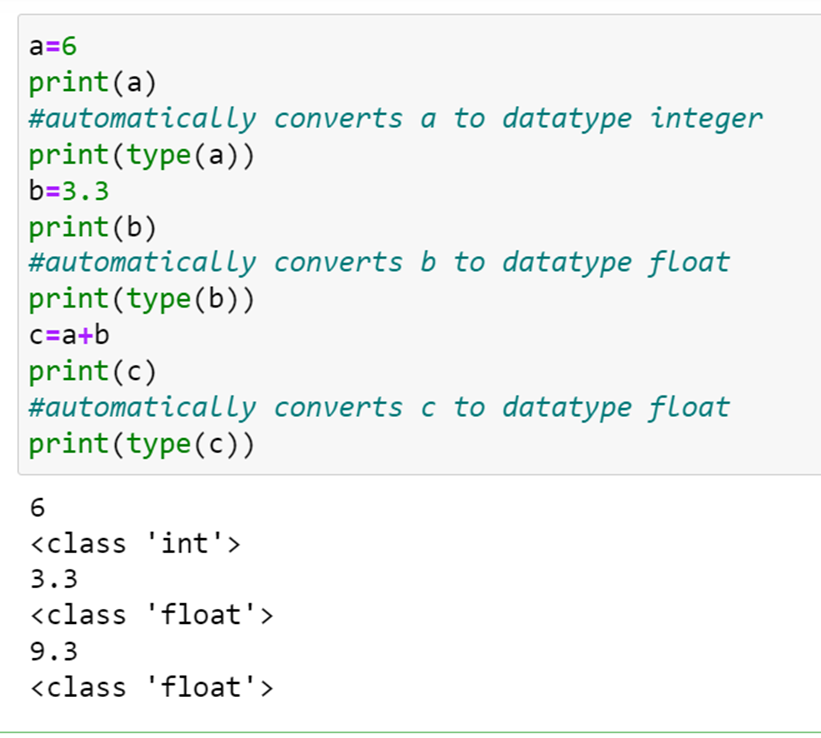 a=6
print(a)
#automatically converts a to datatype integer
print(type(a))
b=3.3
print(b)
#automatically converts b to datatype float
print(type(b))
c=a+b
print(c)
#automatically converts c to datatype float
print(type(c))
6
<class 'int'>
3.3
<class 'float'>
9.3
<class 'float'>